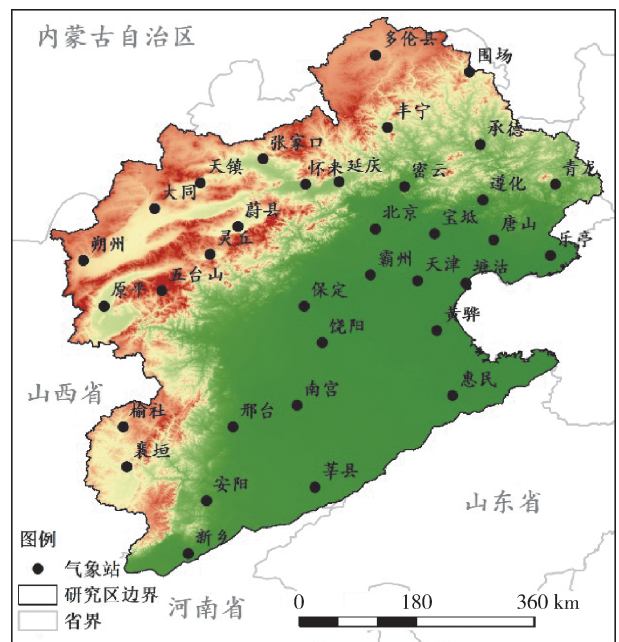 内蒙古自治区
多伦县
围场
丰宁
承德
张家口
天镇
怀来
延庆
密云
青龙
大同
遵化
蔚县
北京
宝坻
唐山
朔州
灵丘
乐亭
五台山
霸州
天津
塘沽
原平
保定
黄骅
饶阳
山西省
南宫
惠民
榆社
邢台
襄垣
莘县
安阳
山东省
新乡
图例
气象站
研究区边界
省界
河南省
0 180 360 km